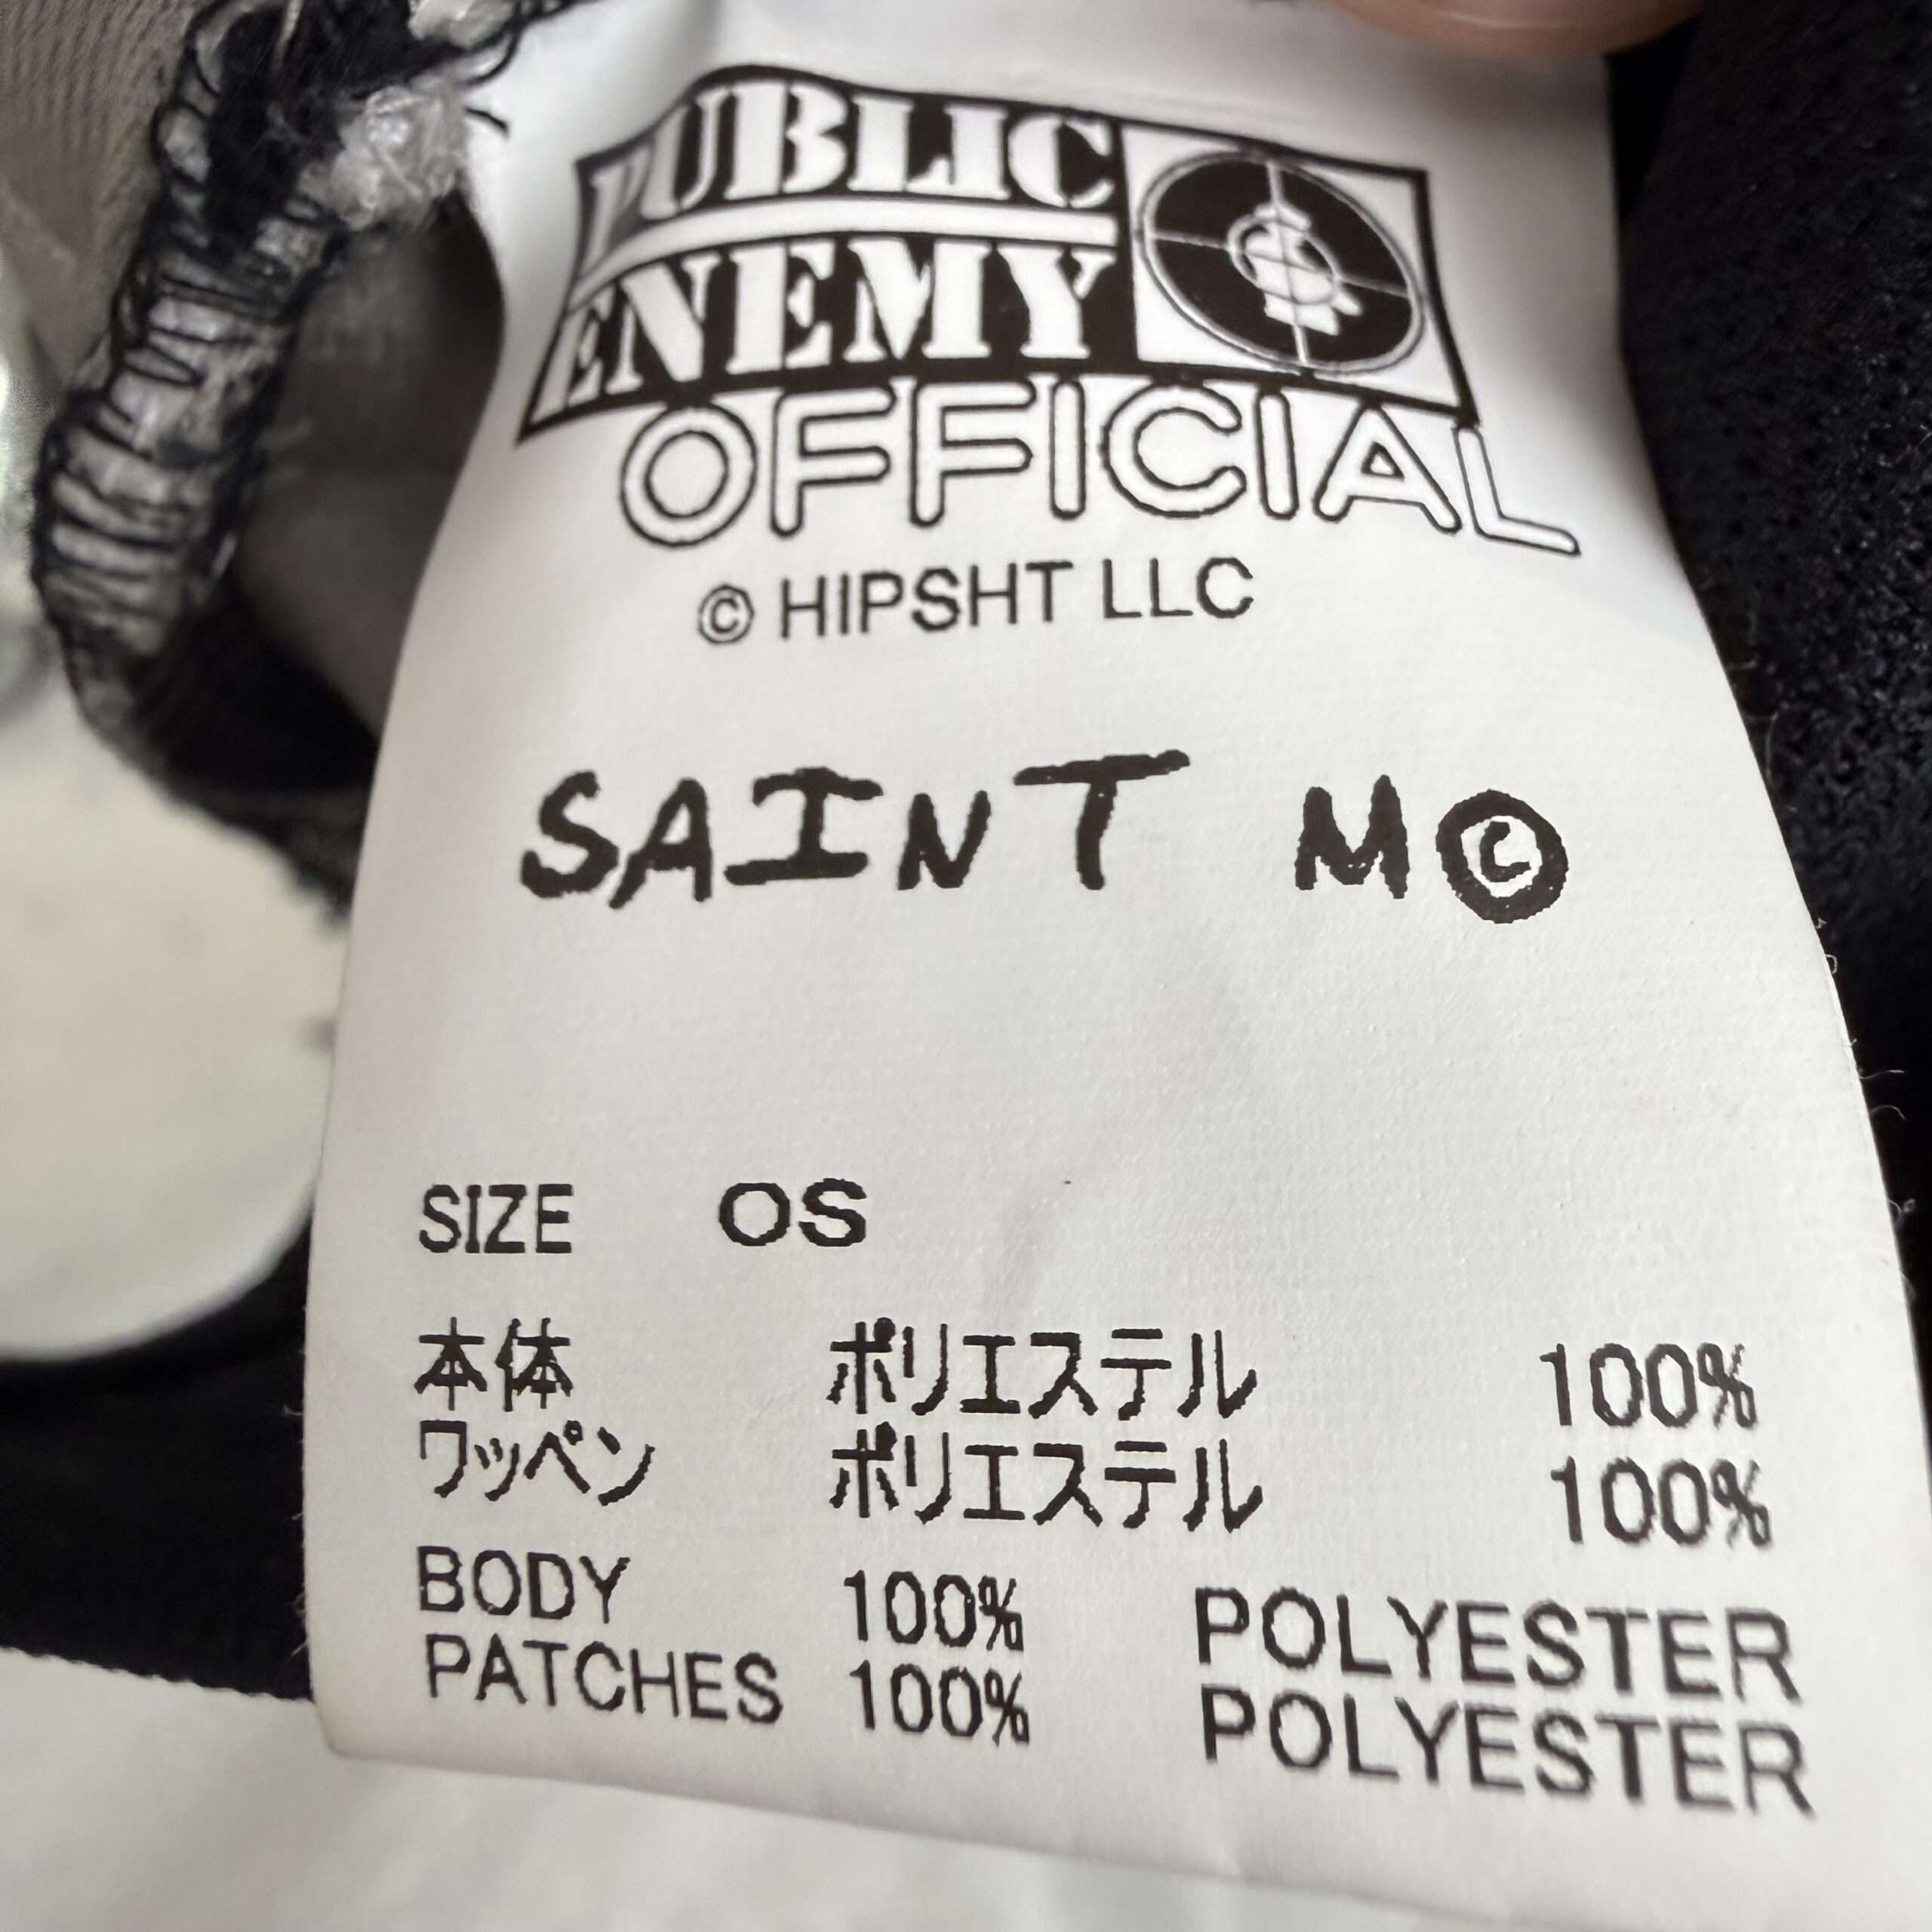 PUBLIC
ENEMY
OFFICIAL
© HIPSHT LLC
SAINT M©
SIZE OS
本体 ポリエステル 100%
ワッペン ポリエステル 100%
BODY 100% POLYESTER
PATCHES 100% POLYESTER